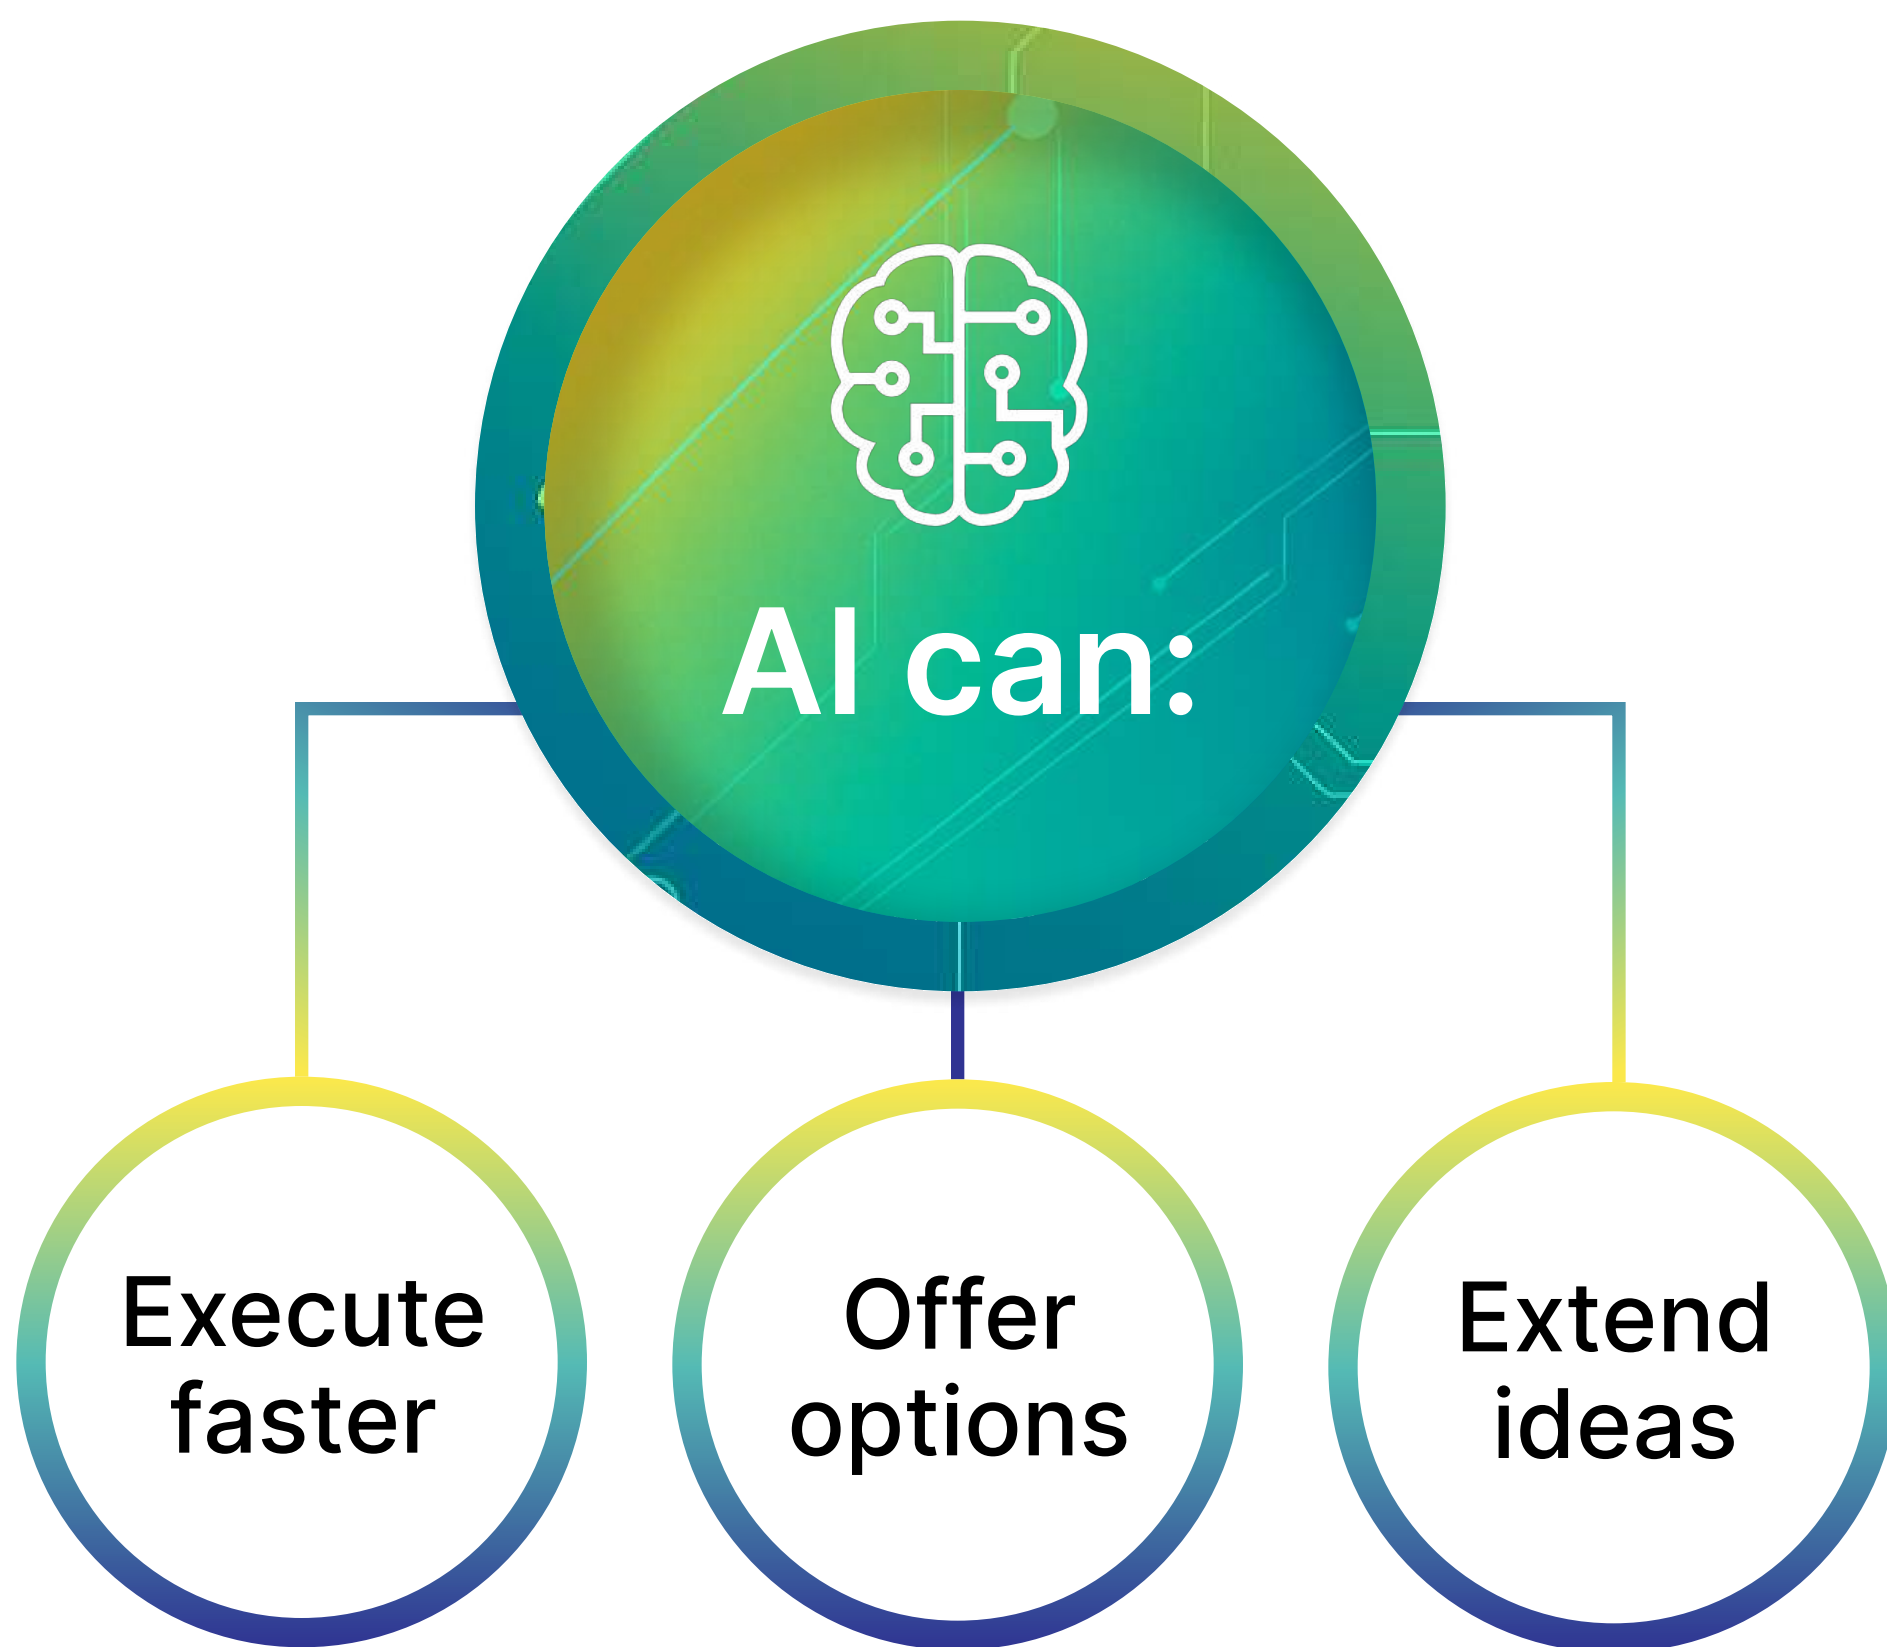 AI can:
Execute
faster
Offer
options
Extend
ideas